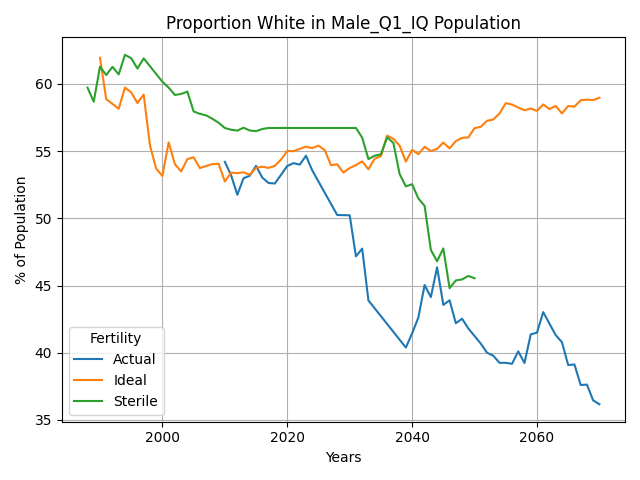 Proportion White in Male_Q1_IQ Population
% of Population
60
55
50
45
40
35
Fertility
Actual
Ideal
Sterile
2000
2020
2040
2060
Years